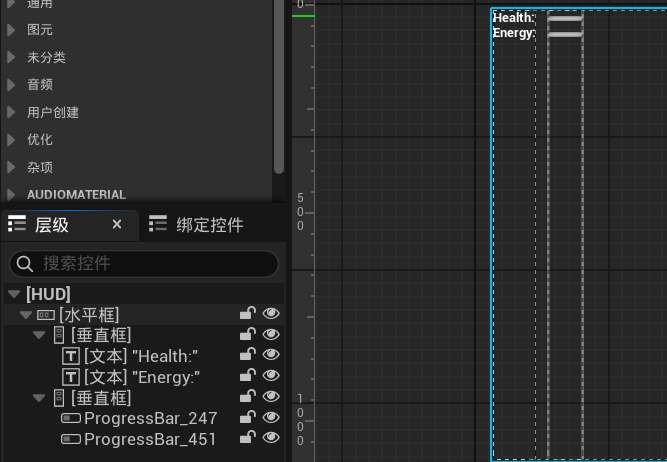 通用
图元
未分类
音频
用户创建
优化
杂项
AUDIOMATERIAL
层级 × 绑定控件
搜索控件
[HUD]
[水平框]
[垂直框]
[文本] "Health:"
[文本] "Energy:"
[垂直框]
ProgressBar_247
ProgressBar_451
0
500
1000
Health:
Energy: